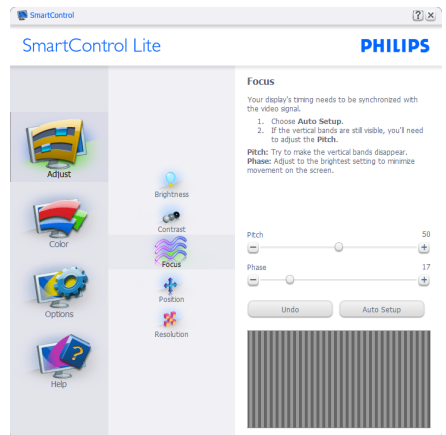 SmartControl
SmartControl Lite
PHILIPS
Adjust
Color
Options
Help
Brightness
Contrast
Focus
Position
Resolution
Focus
Your display's timing needs to be synchronized with
the video signal.
1. Choose Auto Setup.
2. If the vertical bands are still visible, you'll need
to adjust the Pitch.
Pitch: Try to make the vertical bands disappear.
Phase: Adjust to the brightest setting to minimize
movement on the screen.
Pitch 50
Phase 17
Undo Auto Setup